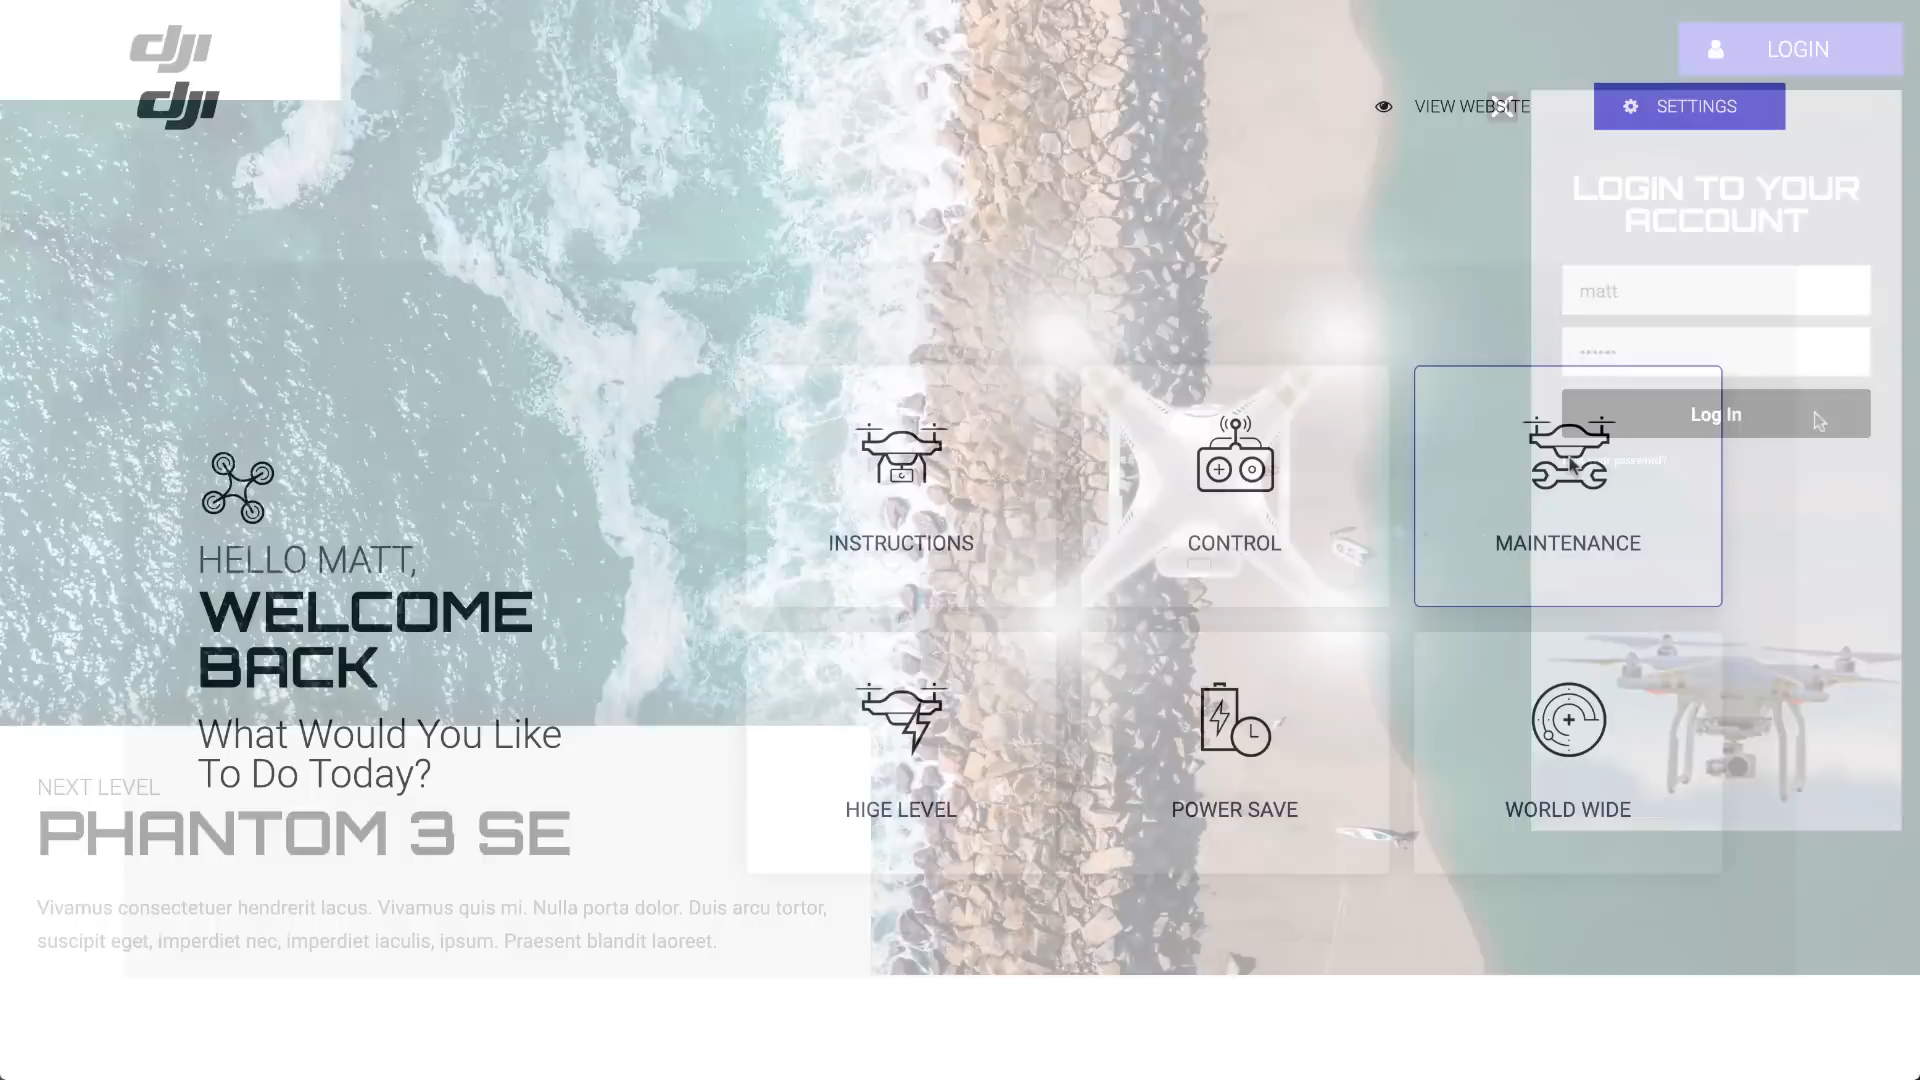 dji
dji
LOGIN
VIEW WEBSITE
SETTINGS
LOGIN TO YOUR
ACCOUNT
matt
Log In
password?
INSTRUCTIONS
CONTROL
MAINTENANCE
HELLO MATT,
WELCOME
BACK
What Would You Like
To Do Today?
HIGE LEVEL
POWER SAVE
WORLD WIDE
NEXT LEVEL
PHANTOM 3 SE
Vivamus consectetuer hendrerit lacus. Vivamus quis mi. Nulla porta dolor. Duis arcu tortor,
suscipit eget, imperdiet nec, imperdiet iaculis, ipsum. Praesent blandit laoreet.